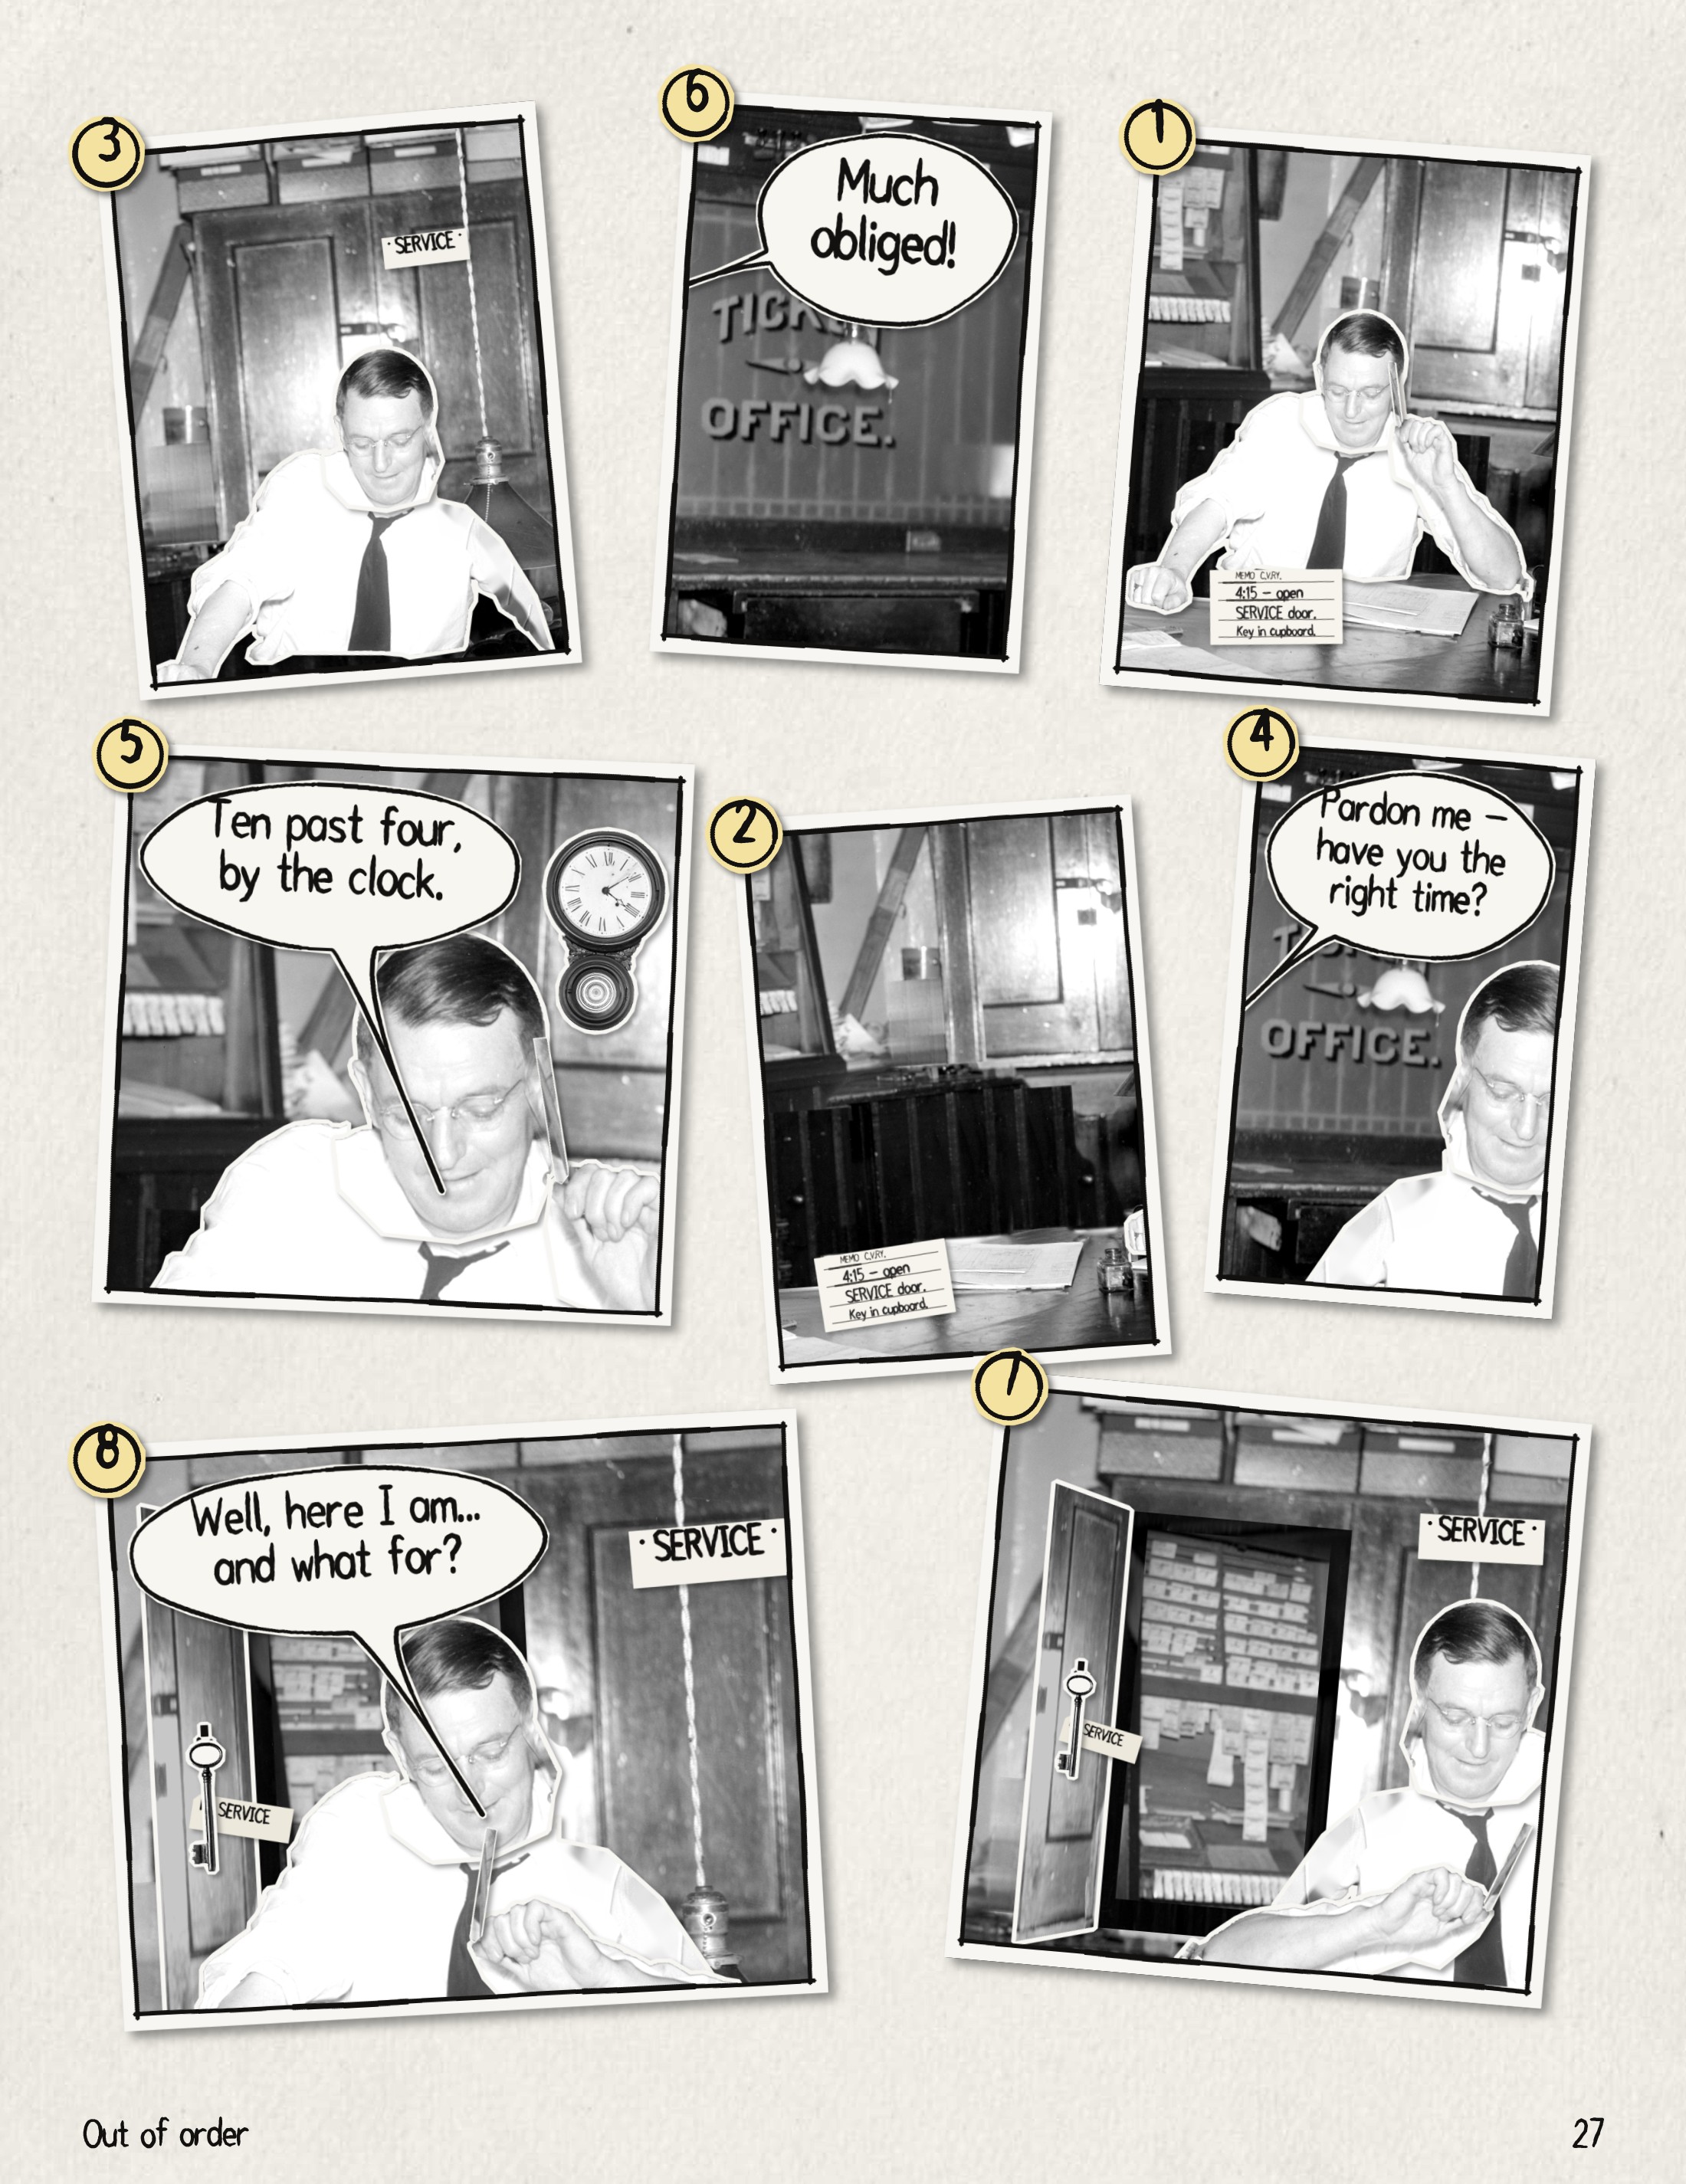 3
SERVICE
6
Much
obliged!
OFFICE.
1
MEMO C.V.RY.
4:15 – open
SERVICE door.
Key in cupboard.
5
Ten past four,
by the clock.
2
MEMO C.V.RY.
4:15 – open
SERVICE door.
Key in cupboard.
4
Pardon me –
have you the
right time?
OFFICE.
8
Well, here I am...
and what for?
· SERVICE ·
SERVICE
7
· SERVICE ·
SERVICE
Out of order
27